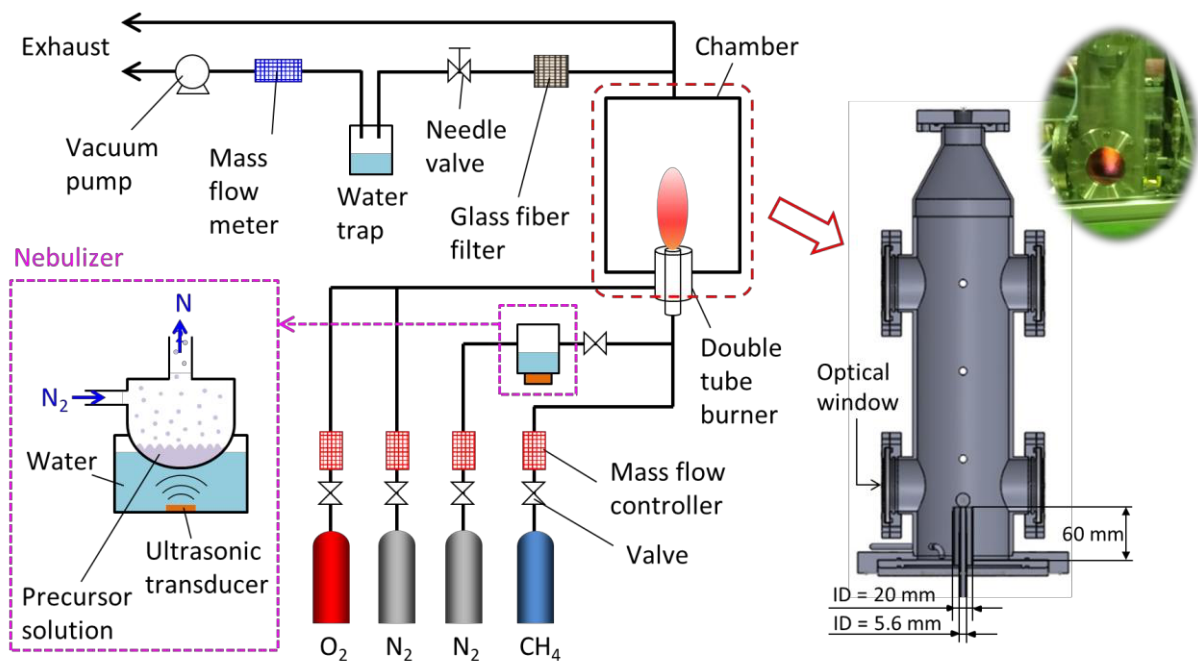 Exhaust
Chamber
Vacuum
pump
Mass
flow
meter
Water
trap
Needle
valve
Glass fiber
filter
Nebulizer
N
N₂
Water
Ultrasonic
transducer
Precursor
solution
Double
tube
burner
Mass flow
controller
Valve
O₂
N₂
N₂
CH₄
Optical
window
60 mm
ID = 20 mm
ID = 5.6 mm